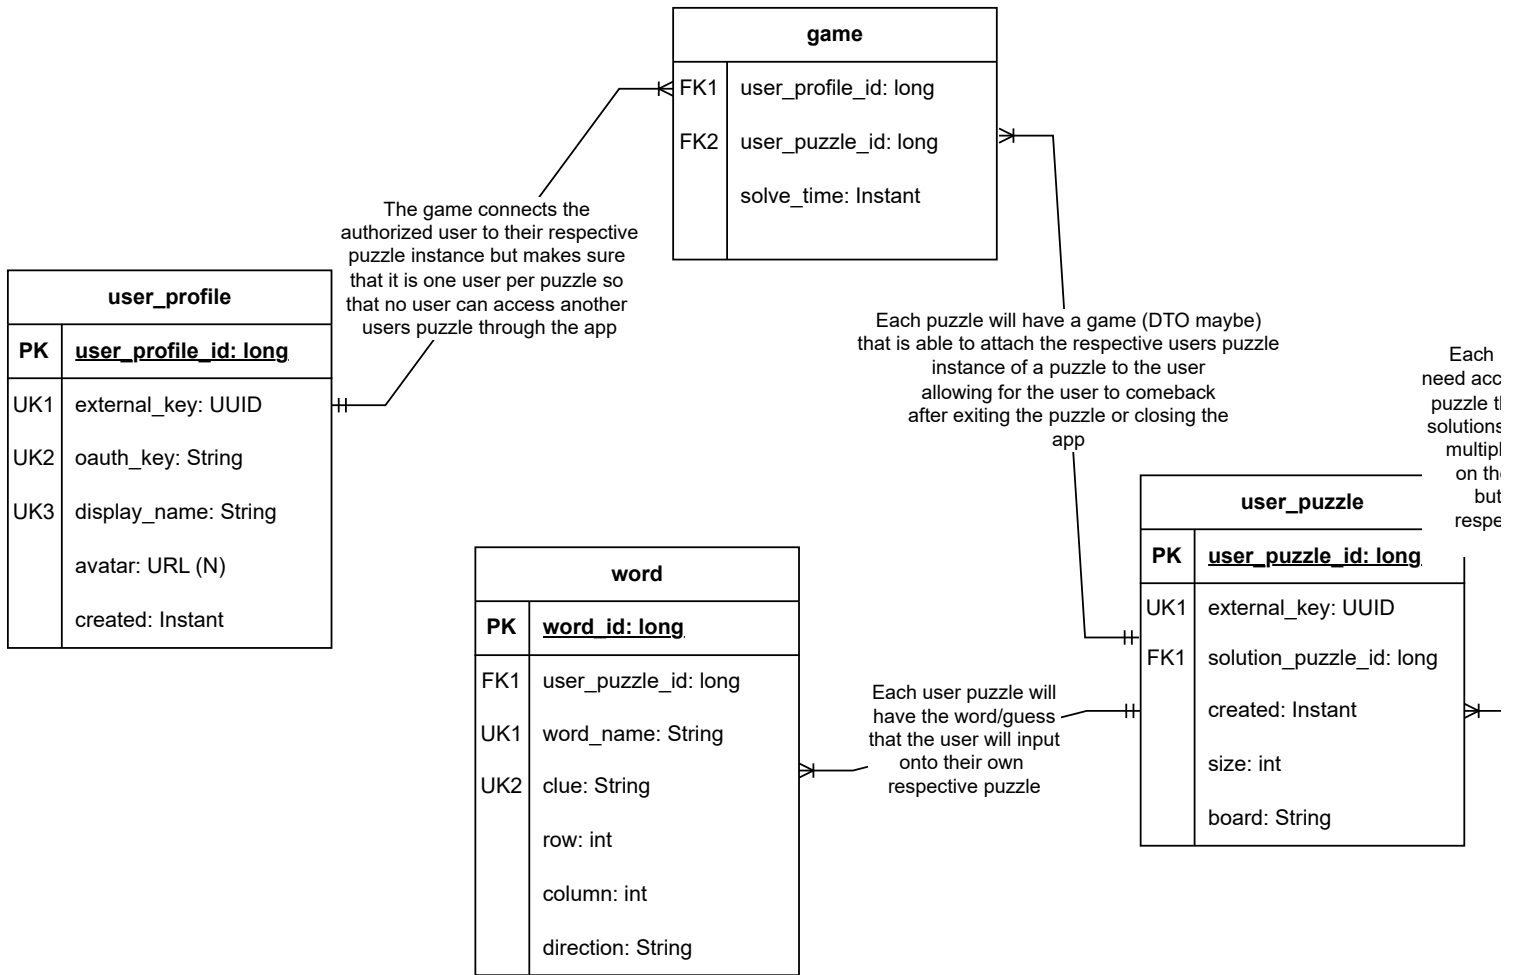 game
FK1 user_profile_id: long
FK2 user_puzzle_id: long
solve_time: Instant
The game connects the
authorized user to their respective
puzzle instance but makes sure
that it is one user per puzzle so
that no user can access another
users puzzle through the app
user_profile
PK user_profile_id: long
UK1 external_key: UUID
UK2 oauth_key: String
UK3 display_name: String
avatar: URL (N)
created: Instant
Each puzzle will have a game (DTO maybe)
that is able to attach the respective users puzzle
instance of a puzzle to the user
allowing for the user to comeback
after exiting the puzzle or closing the
app
Each
need
puzzle
solutions
on
but
user_puzzle
PK user_puzzle_id: long
UK1 external_key: UUID
FK1 solution_puzzle_id: long
created: Instant
size: int
board: String
word
PK word_id: long
FK1 user_puzzle_id: long
UK1 word_name: String
UK2 clue: String
row: int
column: int
direction: String
Each user puzzle will
have the word/guess
that the user will input
onto their own
respective puzzle